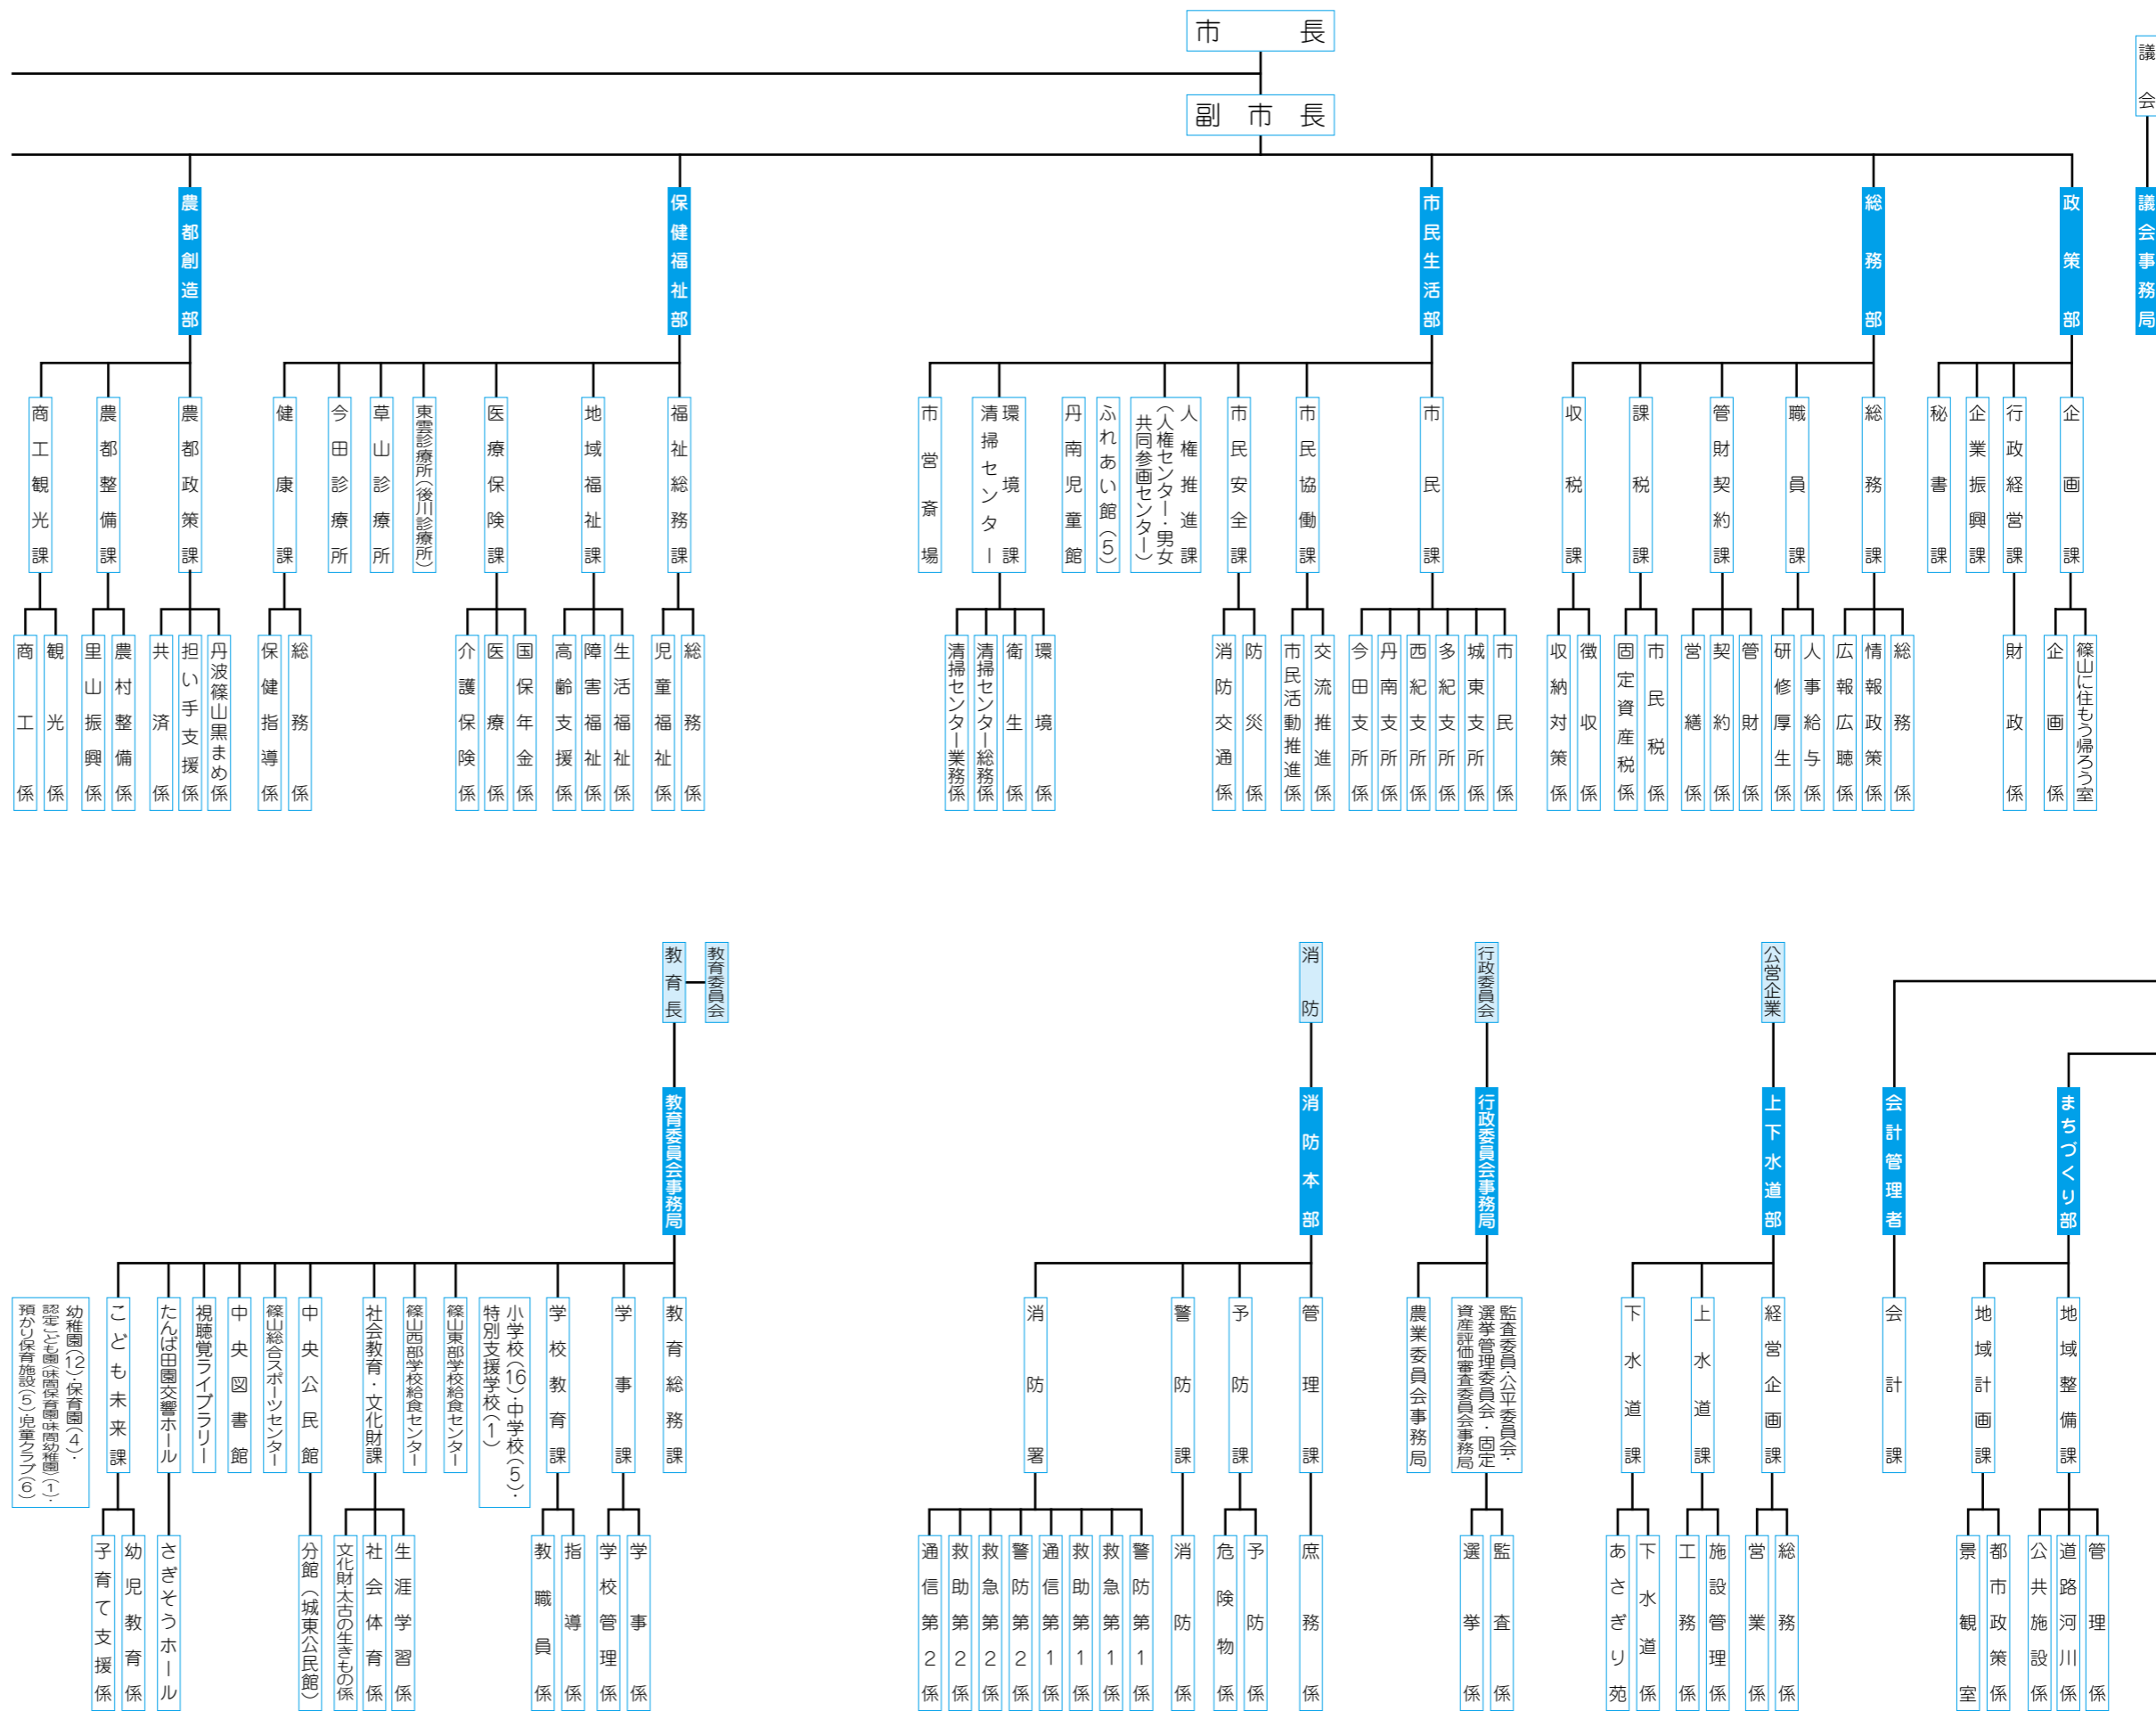 市長
副市長
議会
議会事務局
政策部
企画課
篠山に住もう帰ろう室
企画係
行政経営課
財政係
企業振興課
秘書課
総務部
総務課
総務係
情報政策係
広報広聴係
職員課
人事給与係
研修厚生係
管財契約課
管財係
契約係
営繕係
課税課
市民税係
固定資産税係
収税課
徴収係
収納対策係
市民生活部
市民課
市民係
城東支所係
多紀支所係
西紀支所係
丹南支所係
今田支所係
市民協働課
交流推進係
市民活動推進係
市民安全課
防災係
消防交通係
人権推進課
(人権センター・男女
共同参画センター)
ふれあい館(5)
丹南児童館
環境課
清掃センター
環境係
衛生係
清掃センター総務係
清掃センター業務係
市営斎場
保健福祉部
福祉総務課
総務係
児童福祉係
地域福祉課
生活福祉係
障害福祉係
高齢支援係
医療保険課
国保年金係
医療係
介護保険係
東雲診療所(後川診療所)
草山診療所
今田診療所
健康課
総務係
保健指導係
農都創造部
農都政策課
丹波篠山黒まめ係
担い手支援係
共済係
農都整備課
農村整備係
里山振興係
商工観光課
観光係
商工係
まちづくり部
地域整備課
管理係
道路河川係
公共施設係
地域計画課
都市政策係
景観室
会計管理者
会計課
公営企業
上下水道部
経営企画課
総務係
営業係
上水道課
施設管理係
工務係
下水道課
下水道係
あさぎり苑
行政委員会
行政委員会事務局
監査委員・公平委員会・
選挙管理委員会・固定
資産評価審査委員会事務局
監査係
選挙係
農業委員会事務局
消防
消防本部
管理課
庶務係
予防課
予防係
危険物係
警防課
消防係
消防署
警防第1係
救急第1係
救助第1係
通信第1係
警防第2係
救急第2係
救助第2係
通信第2係
教育委員会
教育長
教育委員会事務局
教育総務課
学事課
学事係
学校管理係
学校教育課
指導係
教職員係
小学校(16)・中学校(5)・
特別支援学校(1)
篠山東部学校給食センター
篠山西部学校給食センター
社会教育・文化財課
生涯学習係
社会体育係
文化財・太古の生きもの係
中央公民館
分館(城東公民館)
篠山総合スポーツセンター
中央図書館
視聴覚ライブラリー
たんば田園交響ホール
さぎそうホール
こども未来課
幼児教育係
子育て支援係
幼稚園(12)・保育園(4)・
認定こども園(味間保育園・味間幼稚園)(1)・
預かり保育施設(5)・児童クラブ(6)